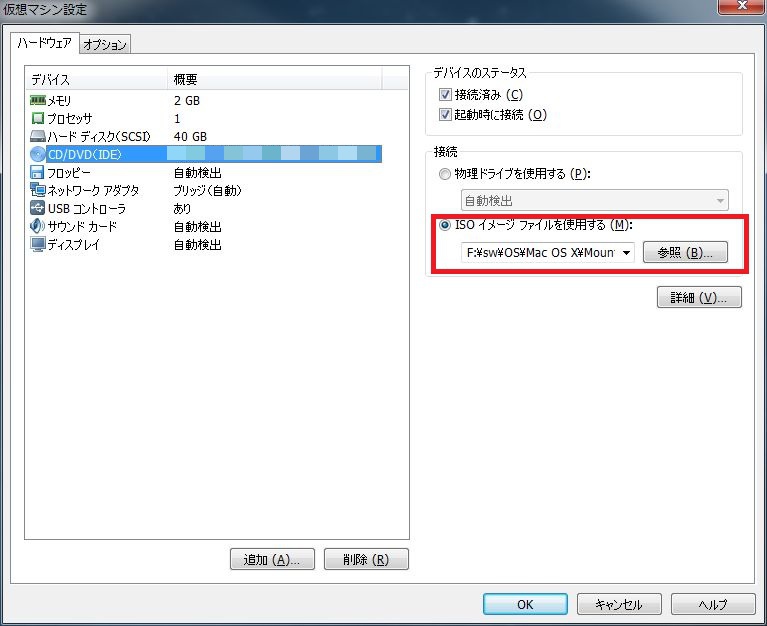 仮想マシン設定
ハードウェア オプション
デバイス 概要
メモリ 2 GB
プロセッサ 1
ハード ディスク(SCSI) 40 GB
CD/DVD(IDE)
フロッピー 自動検出
ネットワーク アダプタ ブリッジ(自動)
USB コントローラ あり
サウンド カード 自動検出
ディスプレイ 自動検出
追加 (A)... 削除 (R)
デバイスのステータス
接続済み (C)
起動時に接続 (O)
接続
物理ドライブを使用する (P):
自動検出
ISO イメージ ファイルを使用する (M):
F:¥sw¥OS¥Mac OS X¥Moun 参照 (B)...
詳細 (V)...
OK キャンセル ヘルプ